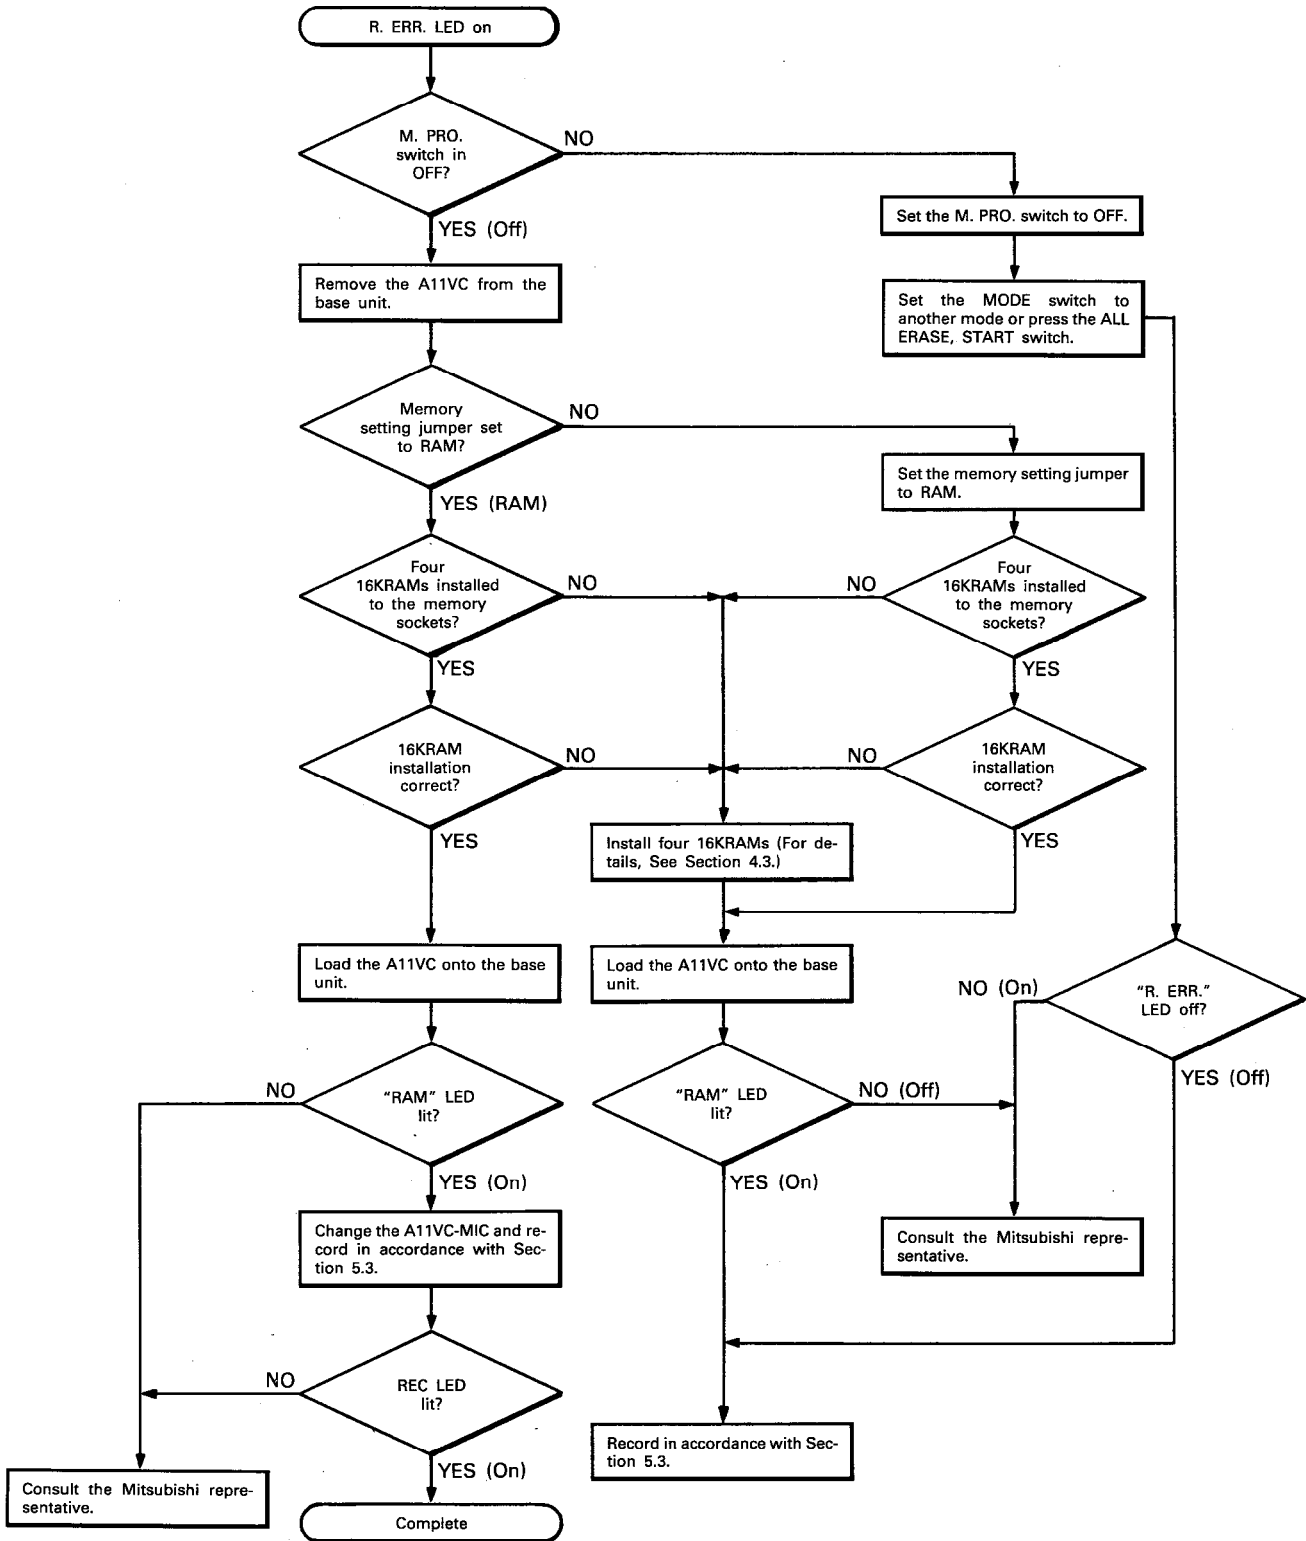 R. ERR. LED on
M. PRO.
switch in
OFF?
NO
YES (Off)
Set the M. PRO. switch to OFF.
Remove the A11VC from the
base unit.
Set the MODE switch to
another mode or press the ALL
ERASE, START switch.
Memory
setting jumper set
to RAM?
NO
YES (RAM)
Set the memory setting jumper
to RAM.
Four
16KRAMs installed
to the memory
sockets?
NO
YES
NO
Four
16KRAMs installed
to the memory
sockets?
YES
16KRAM
installation
correct?
NO
YES
NO
16KRAM
installation
correct?
YES
Install four 16KRAMs (For de-
tails, See Section 4.3.)
Load the A11VC onto the base
unit.
Load the A11VC onto the base
unit.
NO (On)
"R. ERR."
LED off?
YES (Off)
NO
"RAM" LED
lit?
YES (On)
"RAM" LED
lit?
NO (Off)
YES (On)
Change the A11VC-MIC and re-
cord in accordance with Sec-
tion 5.3.
Consult the Mitsubishi repre-
sentative.
NO
REC LED
lit?
YES (On)
Record in accordance with Sec-
tion 5.3.
Consult the Mitsubishi repre-
sentative.
Complete